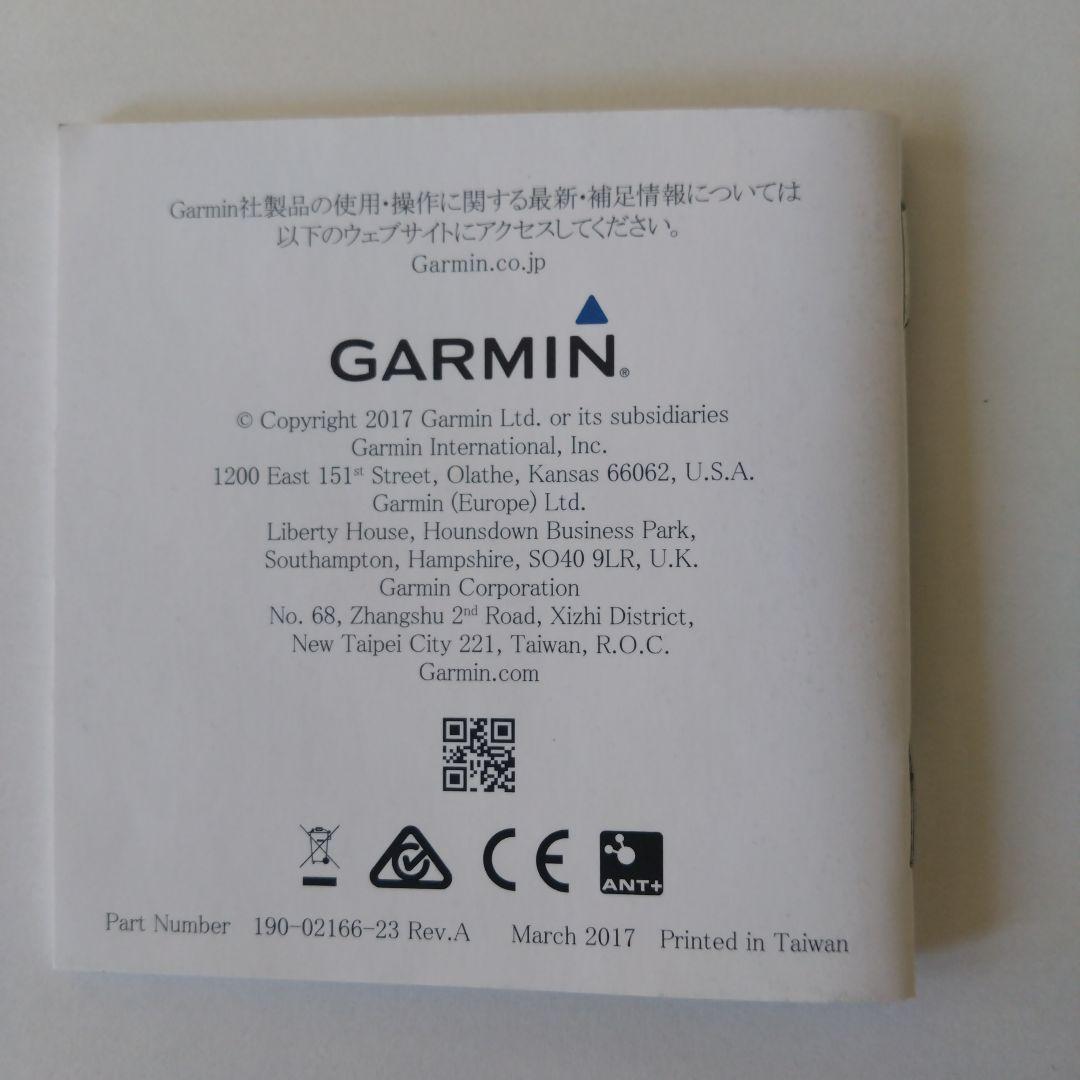 Garmin社製品の使用・操作に関する最新・補足情報については
以下のウェブサイトにアクセスしてください。
Garmin.co.jp
GARMIN®
© Copyright 2017 Garmin Ltd. or its subsidiaries
Garmin International, Inc.
1200 East 151st Street, Olathe, Kansas 66062, U.S.A.
Garmin (Europe) Ltd.
Liberty House, Hounsdown Business Park,
Southampton, Hampshire, SO40 9LR, U.K.
Garmin Corporation
No. 68, Zhangshu 2nd Road, Xizhi District,
New Taipei City 221, Taiwan, R.O.C.
Garmin.com
CE ANT+
Part Number 190-02166-23 Rev.A March 2017 Printed in Taiwan